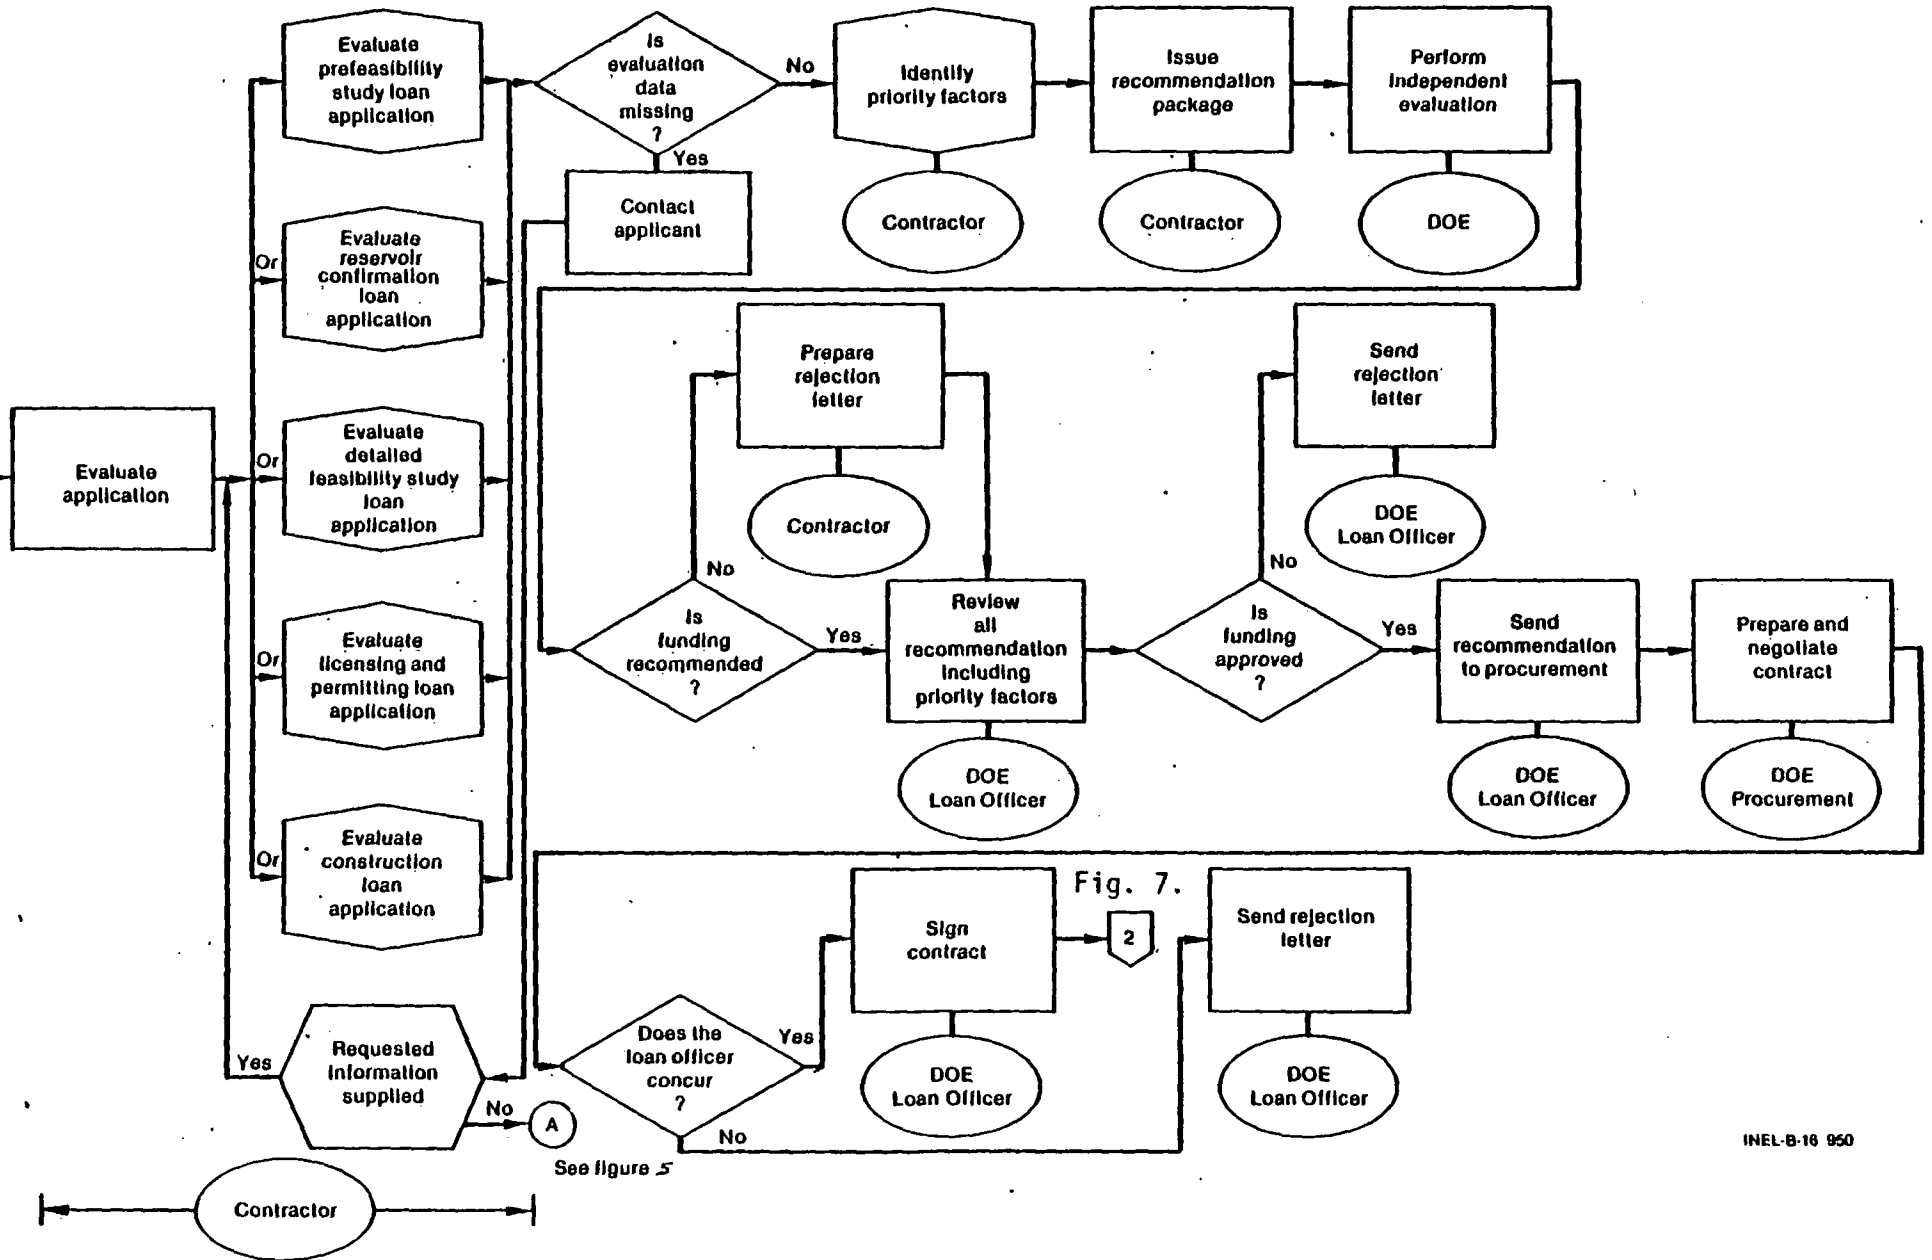 Evaluate
prefeasibility
study loan
application
Is
evaluation
data
missing
?
No
Yes
Identify
priority factors
Issue
recommendation
package
Perform
independent
evaluation
Contact
applicant
Contractor
Contractor
DOE
Or
Evaluate
reservoir
confirmation
loan
application
Prepare
rejection
letter
Contractor
Send
rejection
letter
DOE
Loan Officer
Evaluate
application
Or
Evaluate
detailed
feasibility study
loan
application
No
Is
funding
recommended
?
Yes
Review
all
recommendation
including
priority factors
DOE
Loan Officer
No
Is
funding
approved
?
Yes
Send
recommendation
to procurement
DOE
Loan Officer
Prepare and
negotiate
contract
DOE
Procurement
Or
Evaluate
licensing and
permitting loan
application
Or
Evaluate
construction
loan
application
Fig. 7.
Sign
contract
2
Send rejection
letter
DOE
Loan Officer
DOE
Loan Officer
Does the
loan officer
concur
?
Yes
No
Yes
Requested
information
supplied
No
A
See figure 5
Contractor
INEL-B-16 950